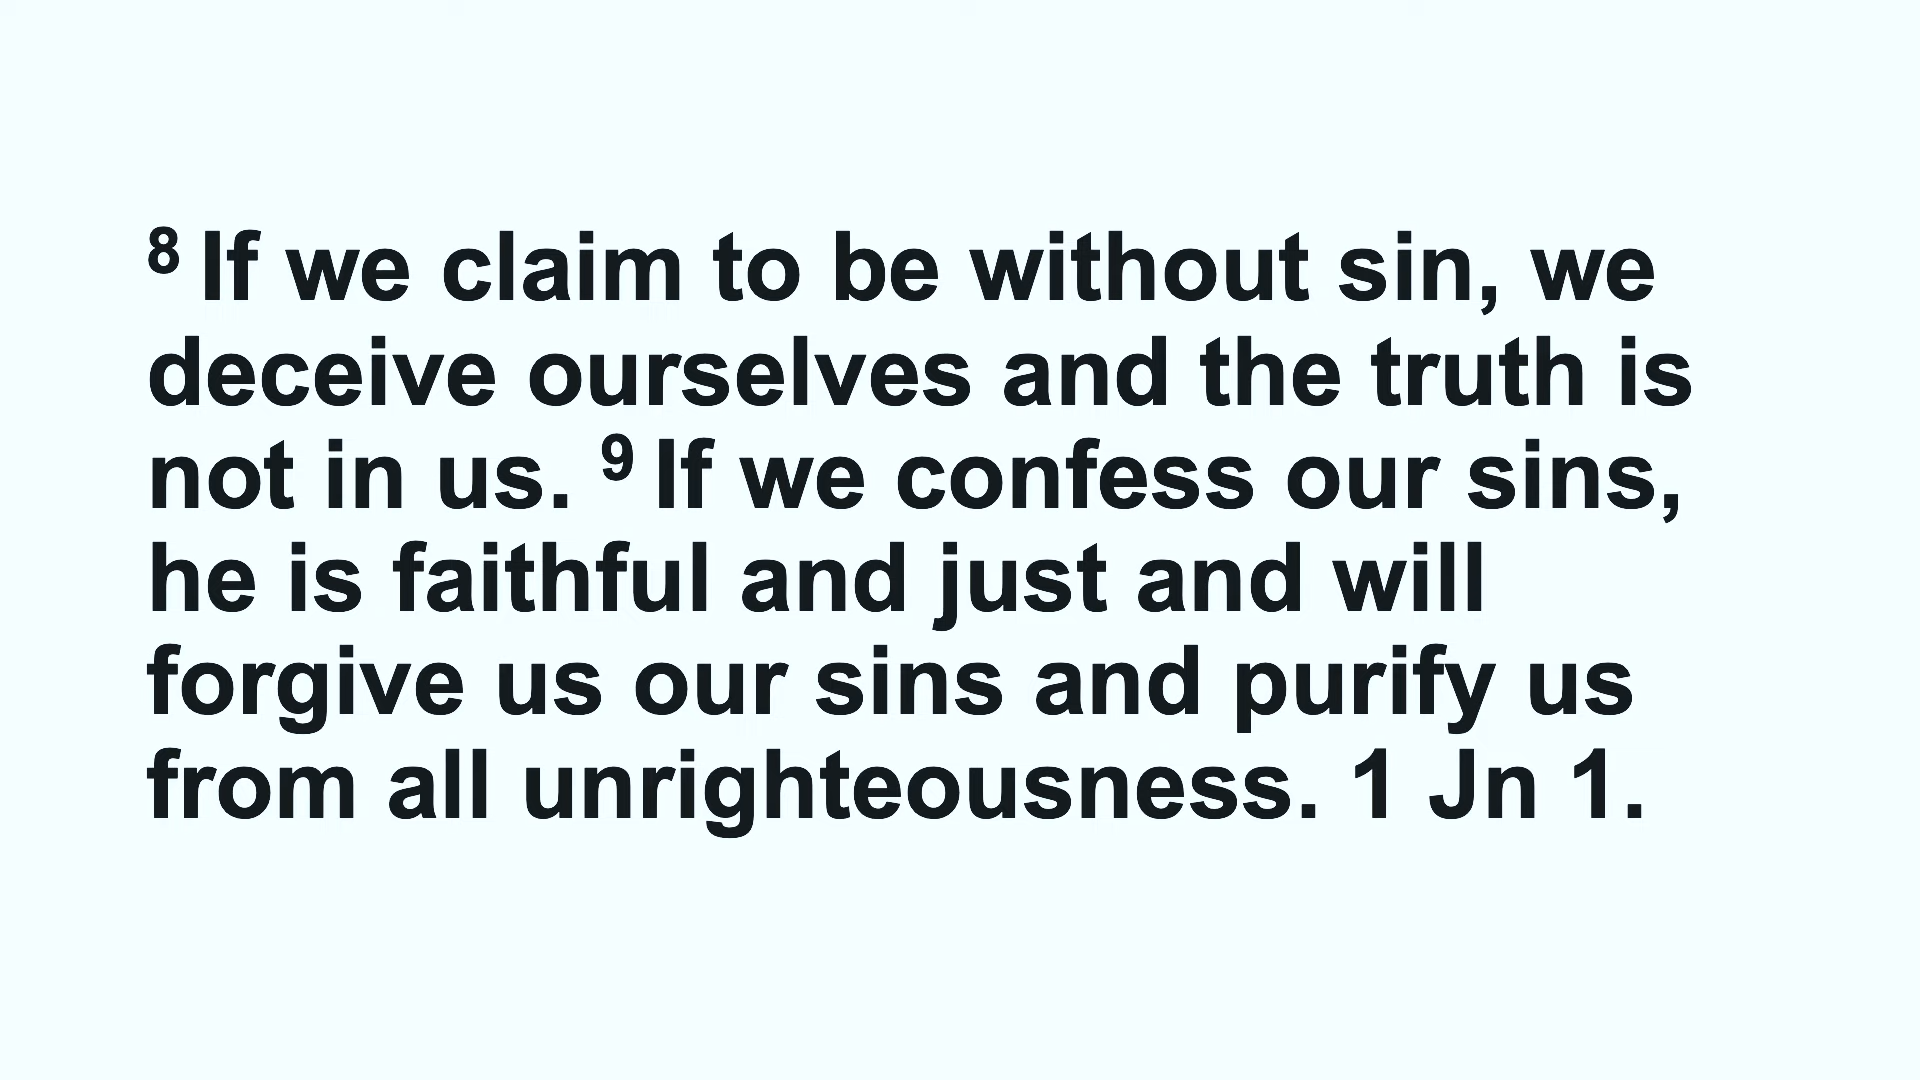 ⁸ If we claim to be without sin, we
deceive ourselves and the truth is
not in us. ⁹ If we confess our sins,
he is faithful and just and will
forgive us our sins and purify us
from all unrighteousness. 1 Jn 1.